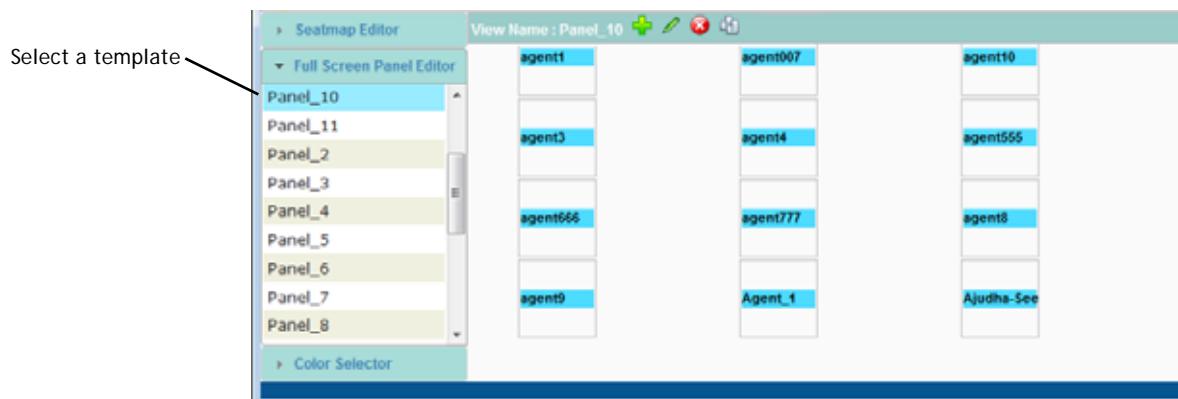 Select a template
Seatmap Editor
Full Screen Panel Editor
Panel_10
Panel_11
Panel_2
Panel_3
Panel_4
Panel_5
Panel_6
Panel_7
Panel_8
Color Selector
View Name : Panel_10
agent1 agent007 agent10
agent3 agent4 agent555
agent666 agent777 agent8
agent9 Agent_1 Ajudha-See